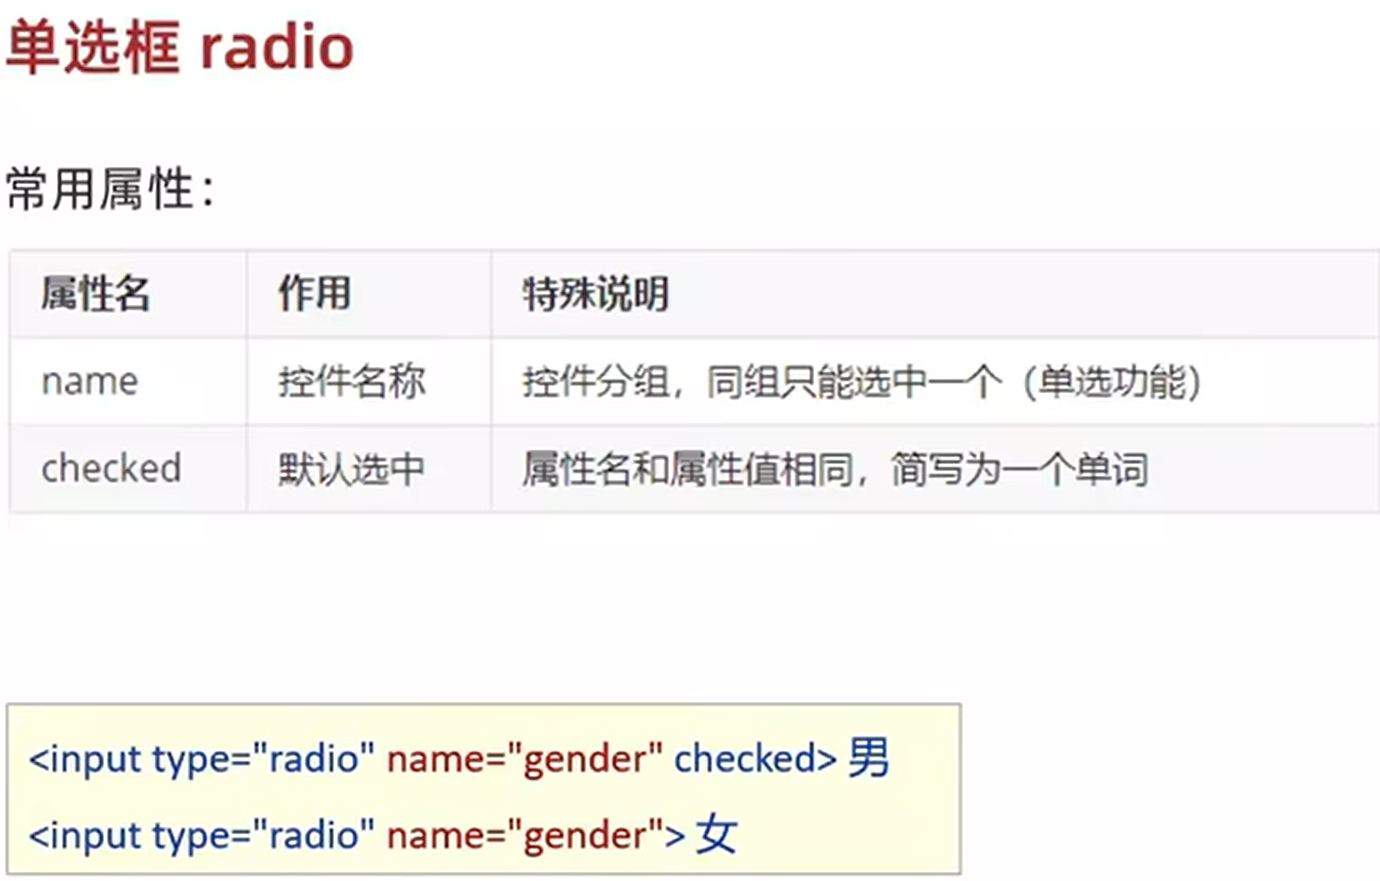 单选框 radio
常用属性：
属性名 作用 特殊说明
name 控件名称 控件分组，同组只能选中一个（单选功能）
checked 默认选中 属性名和属性值相同，简写为一个单词
<input type="radio" name="gender" checked> 男
<input type="radio" name="gender"> 女